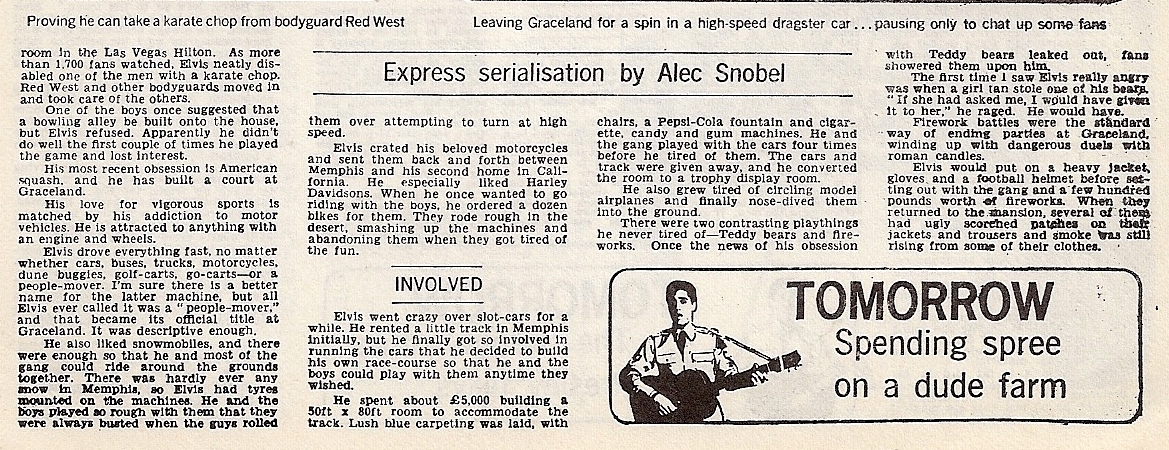 Proving he can take a karate chop from bodyguard Red West
Leaving Graceland for a spin in a high-speed dragster car ... pausing only to chat up some fans
room in the Las Vegas Hilton. As more
than 1,700 fans watched, Elvis neatly dis-
abled one of the men with a karate chop.
Red West and other bodyguards moved in
and took care of the others.
One of the boys once suggested that
a bowling alley be built onto the house,
but Elvis refused. Apparently he didn't
do well the first couple of times he played
the game and lost interest.
His most recent obsession is American
squash, and he has built a court at
Graceland.
His love for vigorous sports is
matched by his addiction to motor
vehicles. He is attracted to anything with
an engine and wheels.
Elvis drove everything fast, no matter
whether cars, buses, trucks, motorcycles,
dune buggies, golf-carts, go-carts—or a
people-mover. I'm sure there is a better
name for the latter machine, but all
Elvis ever called it was a "people-mover,"
and that became its official title at
Graceland. It was descriptive enough.
He also liked snowmobiles, and there
were enough so that he and most of the
gang could ride around the grounds
together. There was hardly ever any
snow in Memphis, so Elvis had tyres
mounted on the machines. He and the
boys played so rough with them that they
were always busted when the guys rolled
Express serialisation by Alec Snobel
them over attempting to turn at high
speed.
Elvis crated his beloved motorcycles
and sent them back and forth between
Memphis and his second home in Cali-
fornia. He especially liked Harley
Davidsons. When he once wanted to go
riding with the boys, he ordered a dozen
bikes for them. They rode rough in the
desert, smashing up the machines and
abandoning them when they got tired of
the fun.
INVOLVED
Elvis went crazy over slot-cars for a
while. He rented a little track in Memphis
initially, but he finally got so involved in
running the cars that he decided to build
his own race-course so that he and the
boys could play with them anytime they
wished.
He spent about £5,000 building a
50ft x 80ft room to accommodate the
track. Lush blue carpeting was laid, with
chairs, a Pepsi-Cola fountain and cigar-
ette, candy and gum machines. He and
the gang played with the cars four times
before he tired of them. The cars and
track were given away, and he converted
the room to a trophy display room.
He also grew tired of circling model
airplanes and finally nose-dived them
into the ground.
There were two contrasting playthings
he never tired of—Teddy bears and fire-
works. Once the news of his obsession
with Teddy bears leaked out, fans
showered them upon him.
The first time I saw Elvis really angry
was when a girl fan stole one of his bears.
"If she had asked me, I would have given
it to her," he raged. He would have.
Firework battles were the standard
way of ending parties at Graceland,
winding up with dangerous duels with
roman candles.
Elvis would put on a heavy jacket,
gloves and a football helmet before set-
ting out with the gang and a few hundred
pounds worth of fireworks. When they
returned to the mansion, several of them
had ugly scorched patches on their
jackets and trousers and smoke was still
rising from some of their clothes.
TOMORROW
Spending spree
on a dude farm